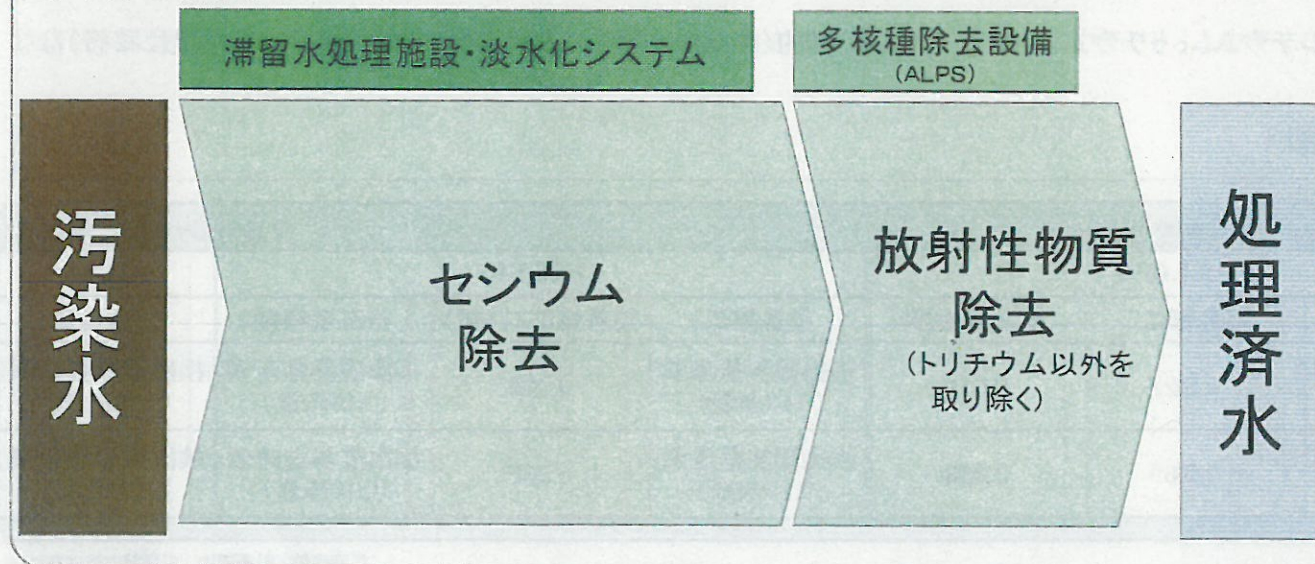 滞留水処理施設・淡水化システム
多核種除去設備
(ALPS)
汚染水
セシウム
除去
放射性物質
除去
(トリチウム以外を
取り除く)
処理済水